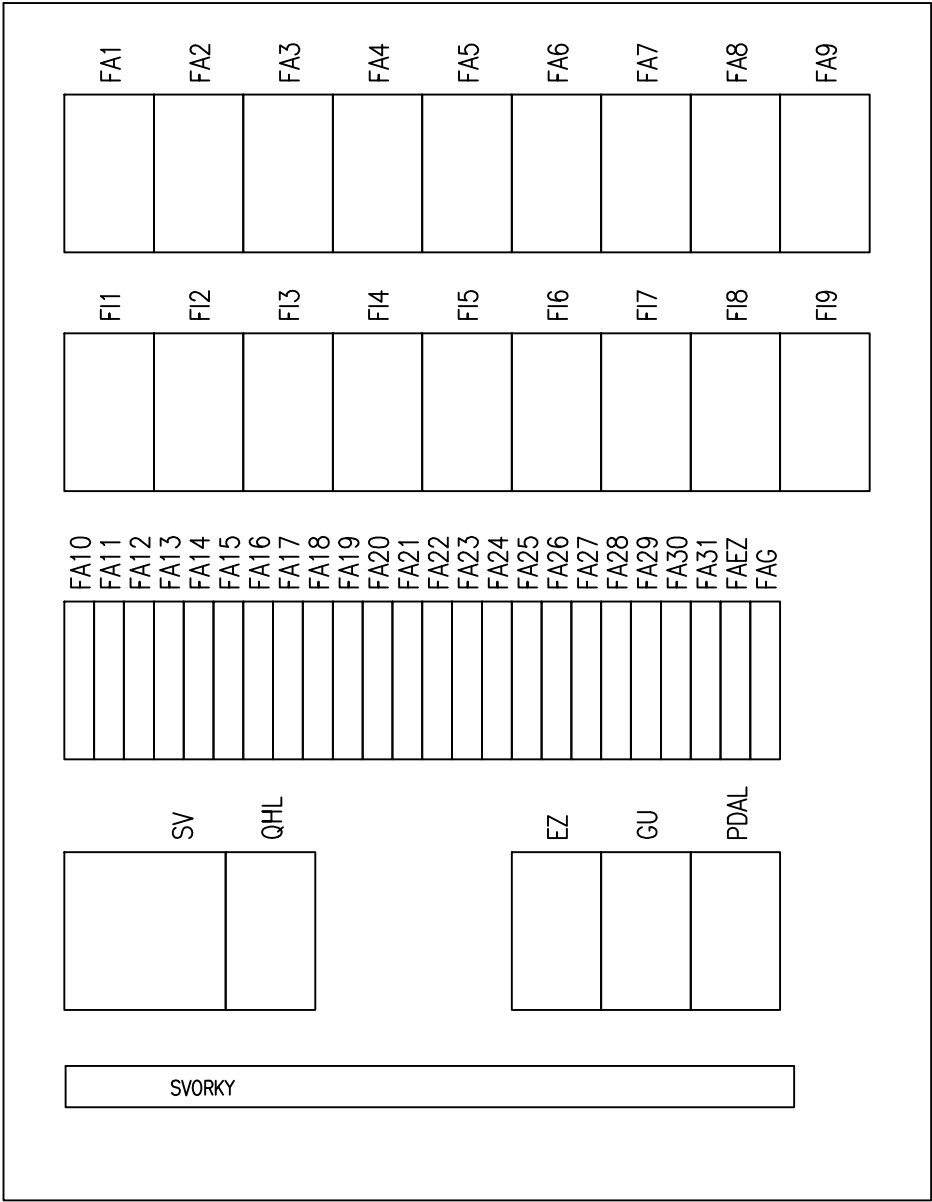 FA1 FA2 FA3 FA4 FA5 FA6 FA7 FA8 FA9
FI1 FI2 FI3 FI4 FI5 FI6 FI7 FI8 FI9
FA10 FA11 FA12 FA13 FA14 FA15 FA16 FA17 FA18 FA19 FA20 FA21 FA22 FA23 FA24 FA25 FA26 FA27 FA28 FA29 FA30 FA31 FAEZ FAG
SV QHL EZ GU PDAL
SVORKY